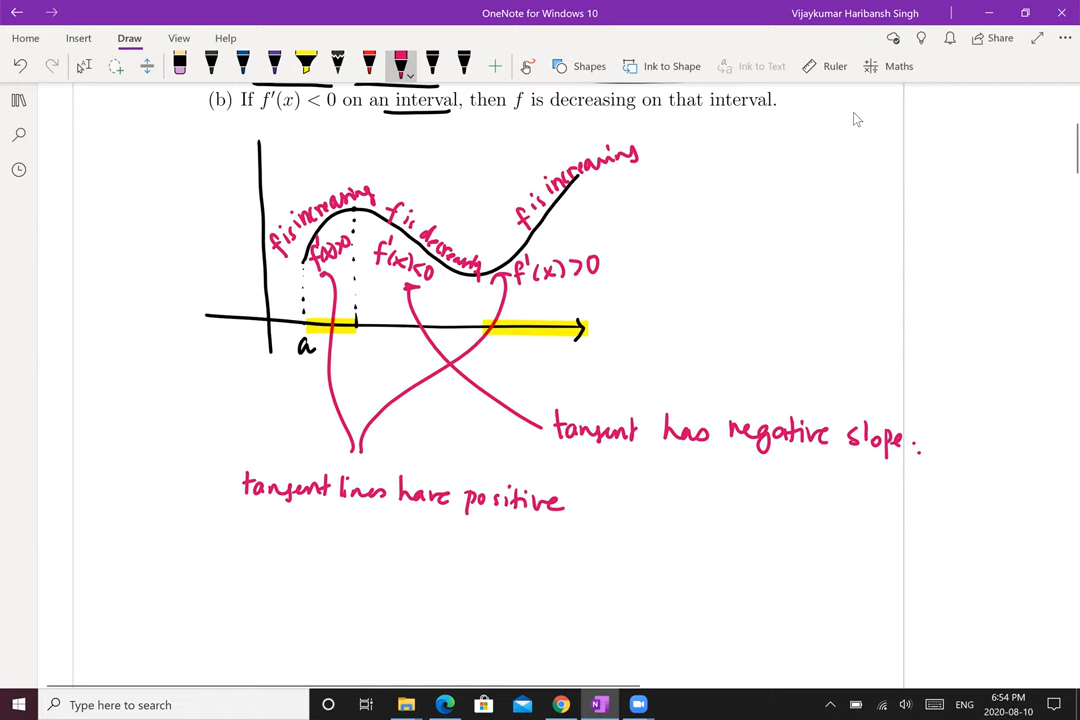 OneNote for Windows 10
Vijaykumar Haribansh Singh
Home Insert Draw View Help
Share
Shapes Ink to Shape Ink to Text Ruler Maths
(b) If f′(x) < 0 on an interval, then f is decreasing on that interval.
f is increasing
f is decreasing
f is increasing
f'(x)>0
f'(x)<0
f'(x)>0
a
tangent has negative slope.
tangent lines have positive
Type here to search
ENG
6:54 PM
2020-08-10